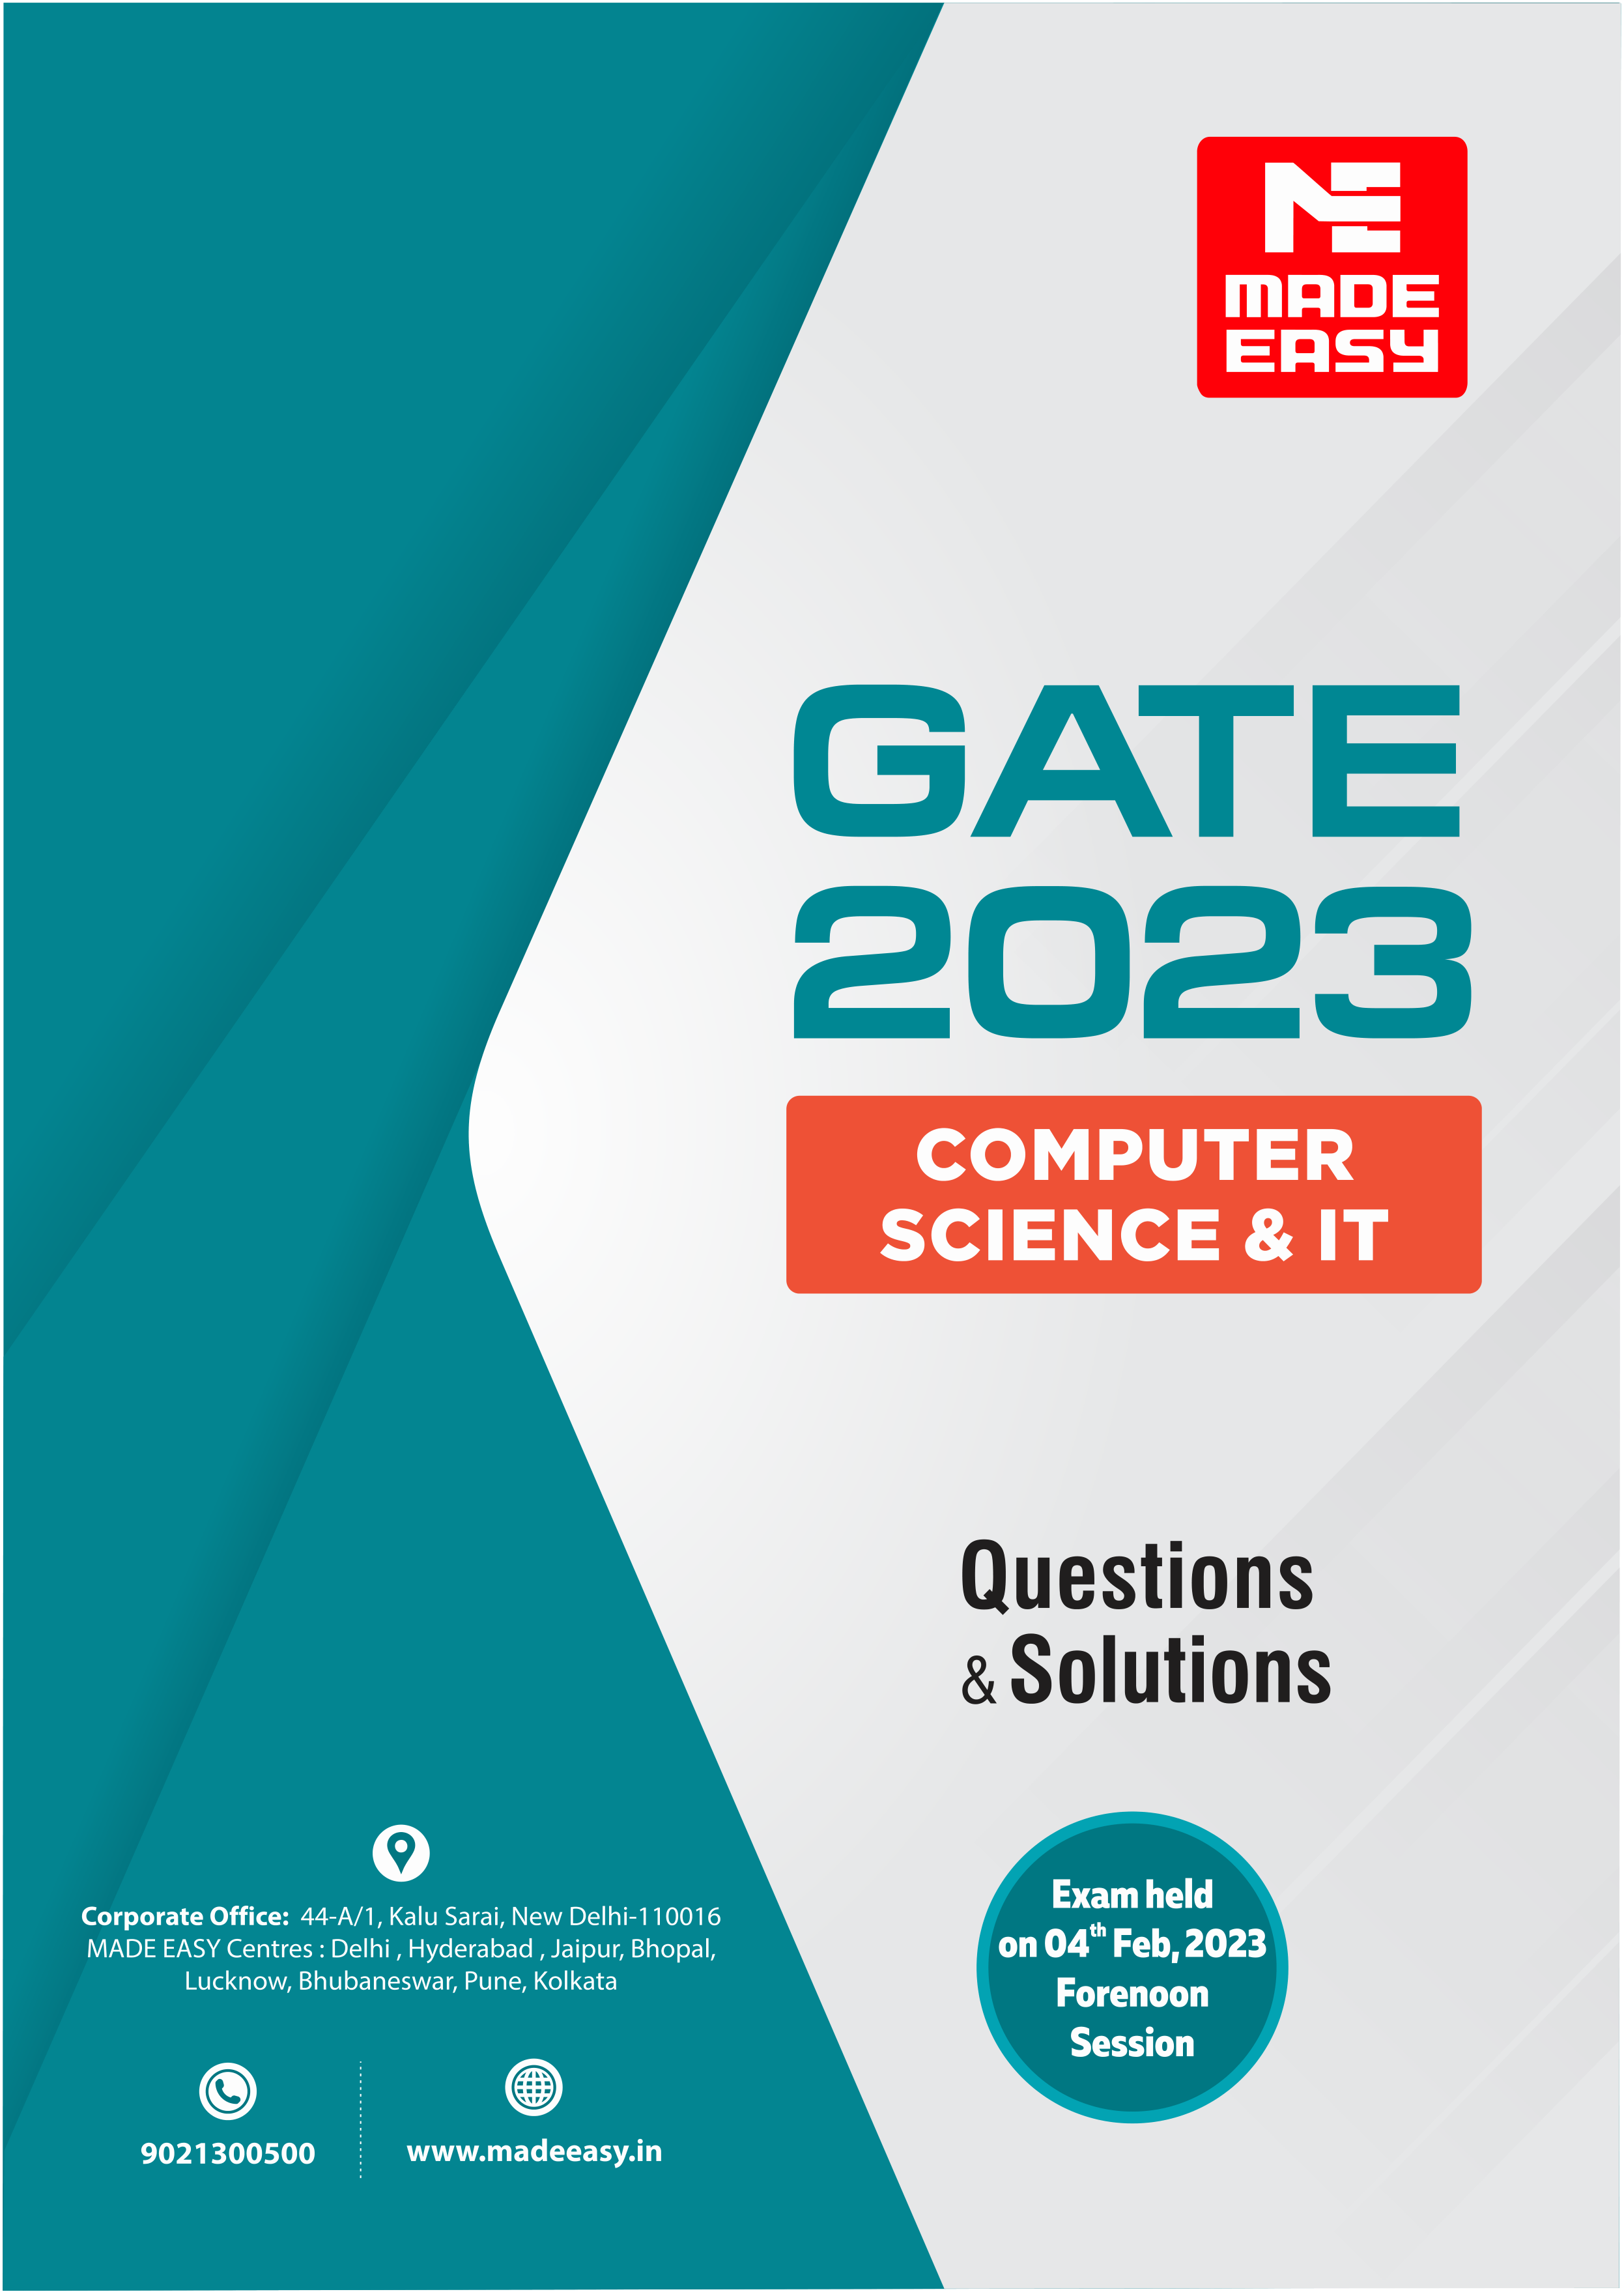 MADE
EASY
GATE
2023
COMPUTER
SCIENCE & IT
Questions
& Solutions
Exam held
on 04th Feb, 2023
Forenoon
Session
Corporate Office: 44-A/1, Kalu Sarai, New Delhi-110016
MADE EASY Centres : Delhi , Hyderabad , Jaipur, Bhopal,
Lucknow, Bhubaneswar, Pune, Kolkata
9021300500
www.madeeasy.in